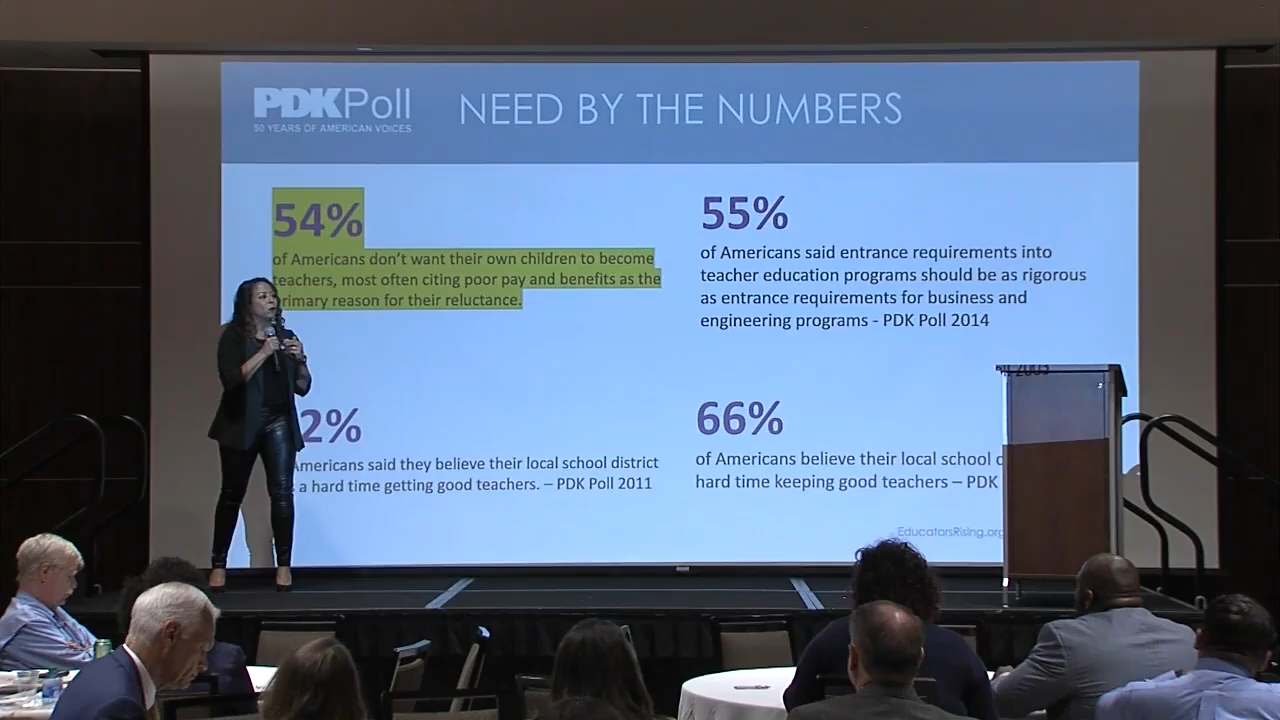 PDKPoll
50 YEARS OF AMERICAN VOICES
NEED BY THE NUMBERS
54%
of Americans don't want their own children to become
teachers, most often citing poor pay and benefits as the
primary reason for their reluctance.
55%
of Americans said entrance requirements into
teacher education programs should be as rigorous
as entrance requirements for business and
engineering programs - PDK Poll 2014
2%
Americans said they believe their local school district
a hard time getting good teachers. – PDK Poll 2011
66%
of Americans believe their local school
hard time keeping good teachers – PDK
2003
EducatorsRising.org